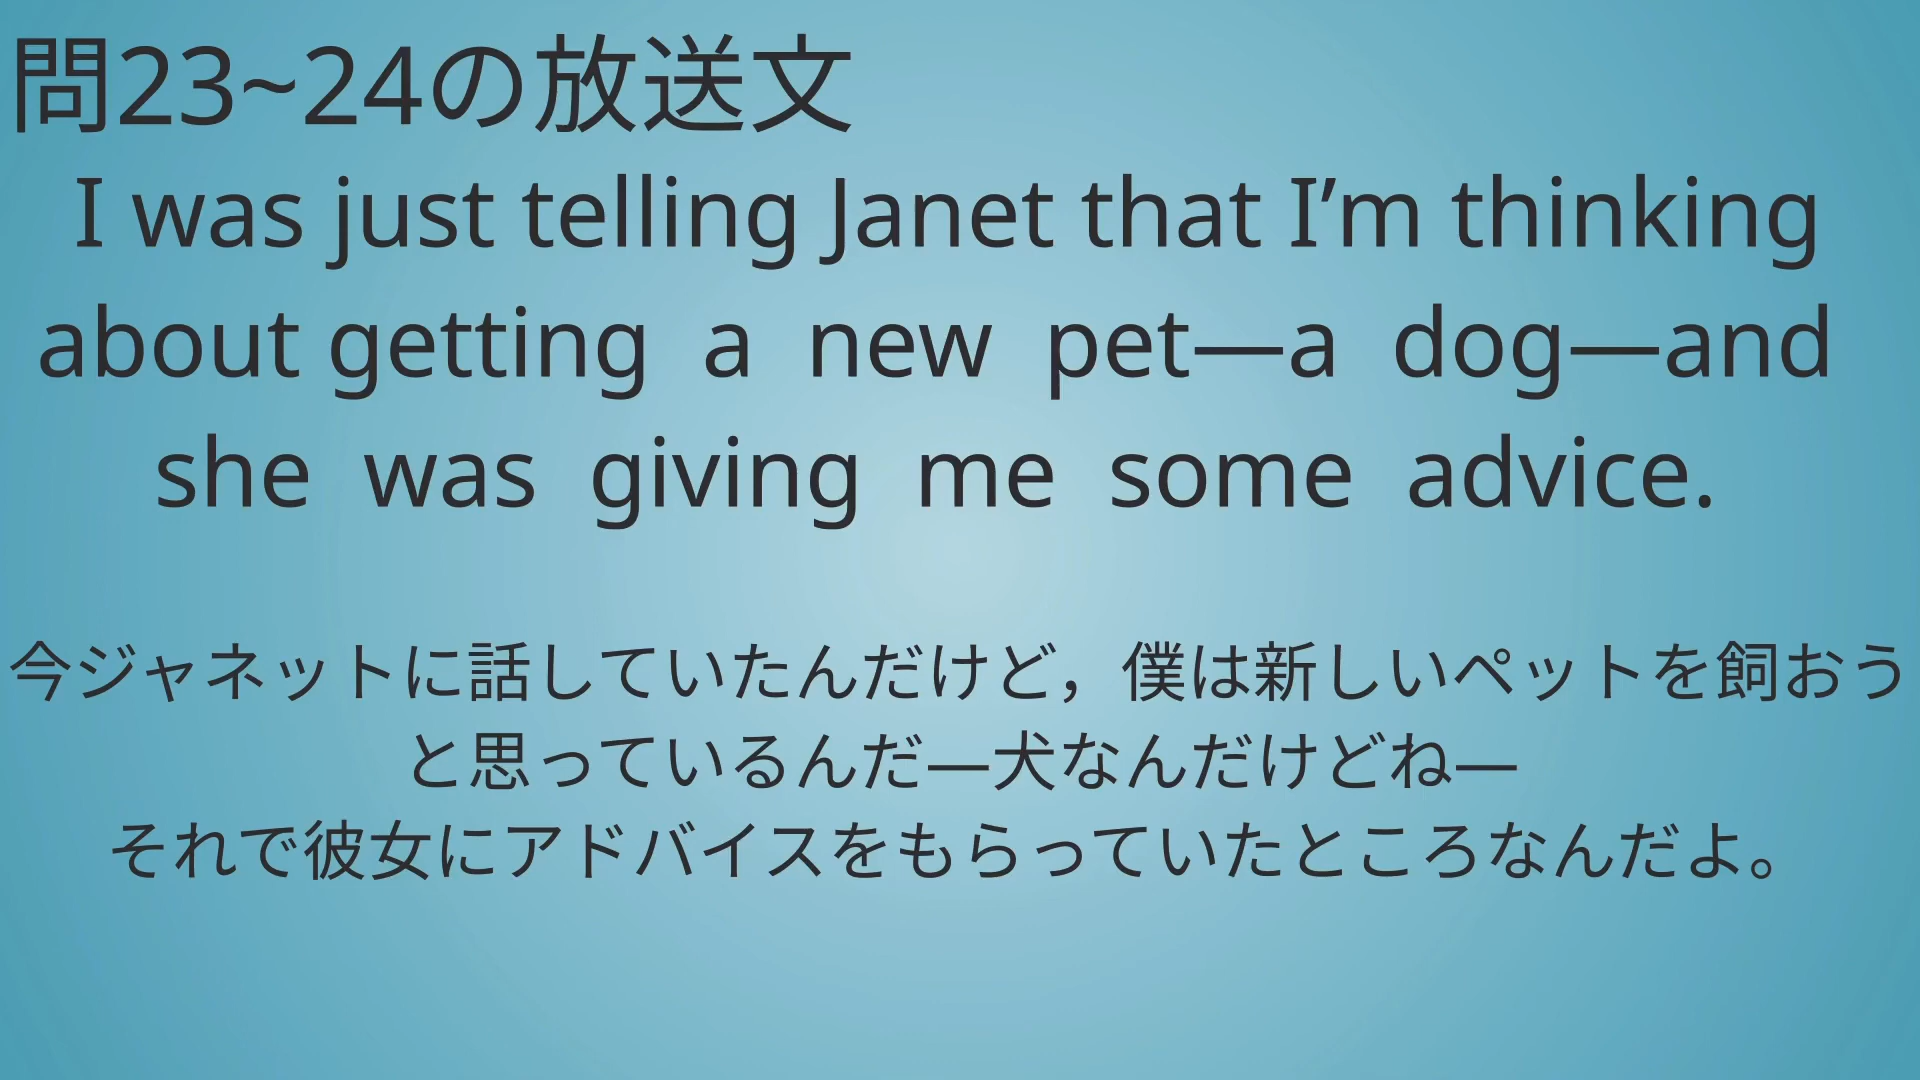 問23~24の放送文
I was just telling Janet that I’m thinking
about getting a new pet—a dog—and
she was giving me some advice.
今ジャネットに話していたんだけど，僕は新しいペットを飼おう
と思っているんだ―犬なんだけどね―
それで彼女にアドバイスをもらっていたところなんだよ。